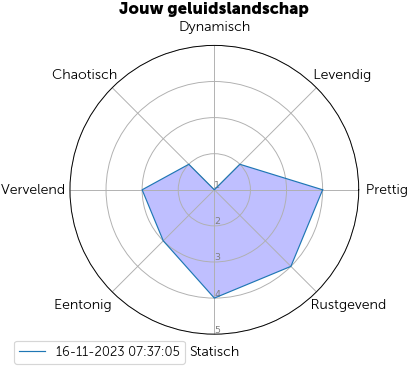 Jouw geluidslandschap
Dynamisch
Chaotisch
Levendig
1
Vervelend
Prettig
2
3
4
Eentonig
Rustgevend
5
16-11-2023 07:37:05
Statisch